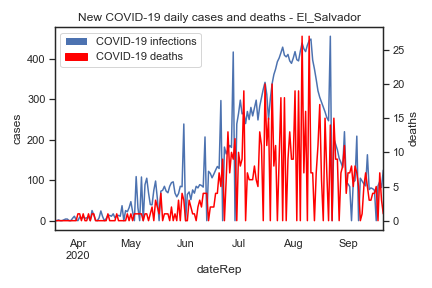 New COVID-19 daily cases and deaths - El_Salvador
COVID-19 infections
COVID-19 deaths
cases
400
300
200
100
0
deaths
25
20
15
10
5
0
Apr May Jun Jul Aug Sep
2020
dateRep